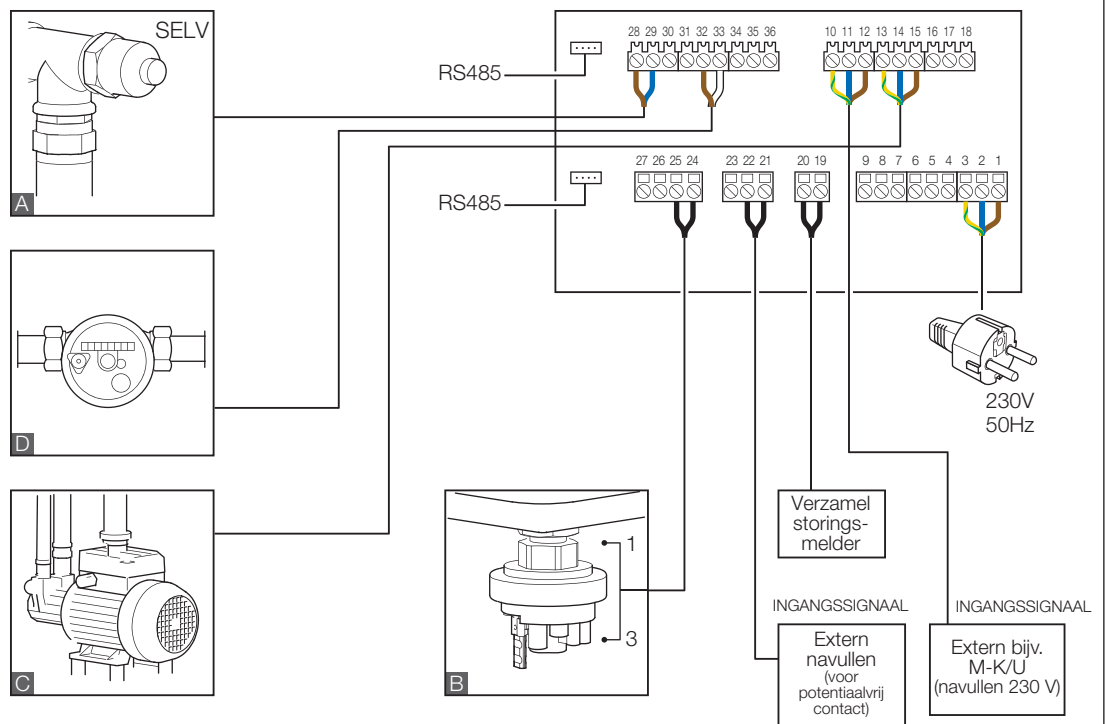 SELV
A
28 29 30 31 32 33 34 35 36
10 11 12 13 14 15 16 17 18
RS485
27 26 25 24
23 22 21
20 19
9 8 7 6 5 4 3 2 1
RS485
D
230V
50Hz
C
1
3
B
Verzamel
storings-
melder
INGANGSSIGNAAL
Extern
navullen
(voor
potentiaalvrij
contact)
INGANGSSIGNAAL
Extern bijv.
M-K/U
(navullen 230 V)